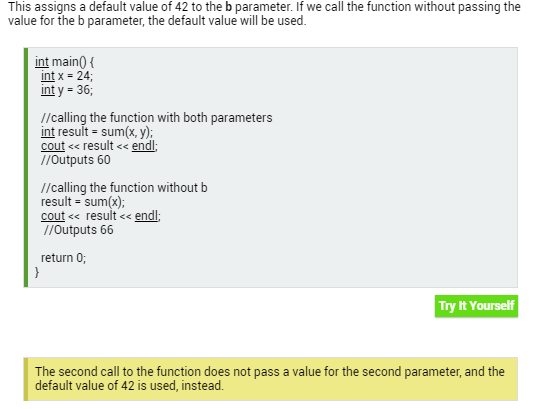 This assigns a default value of 42 to the b parameter. If we call the function without passing the
value for the b parameter, the default value will be used.
int main() {
int x = 24;
int y = 36;
//calling the function with both parameters
int result = sum(x, y);
cout << result << endl;
//Outputs 60
//calling the function without b
result = sum(x);
cout << result << endl;
//Outputs 66
return 0;
}
Try It Yourself
The second call to the function does not pass a value for the second parameter, and the
default value of 42 is used, instead.